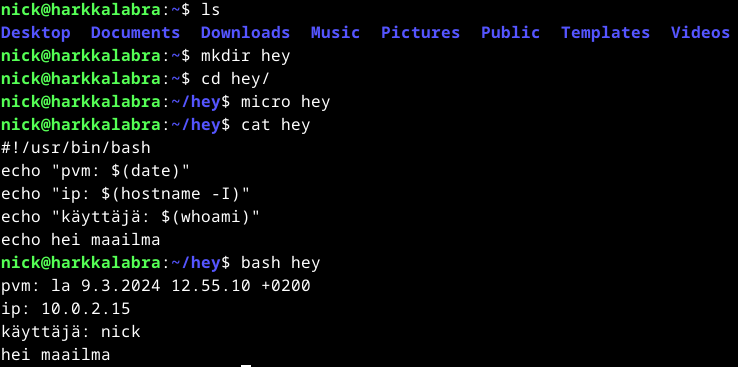 nick@harkkalabra:~$ ls
Desktop  Documents  Downloads  Music  Pictures  Public  Templates  Videos
nick@harkkalabra:~$ mkdir hey
nick@harkkalabra:~$ cd hey/
nick@harkkalabra:~/hey$ micro hey
nick@harkkalabra:~/hey$ cat hey
#!/usr/bin/bash
echo "pvm: $(date)"
echo "ip: $(hostname -I)"
echo "käyttäjä: $(whoami)"
echo hei maailma
nick@harkkalabra:~/hey$ bash hey
pvm: la 9.3.2024 12.55.10 +0200
ip: 10.0.2.15
käyttäjä: nick
hei maailma